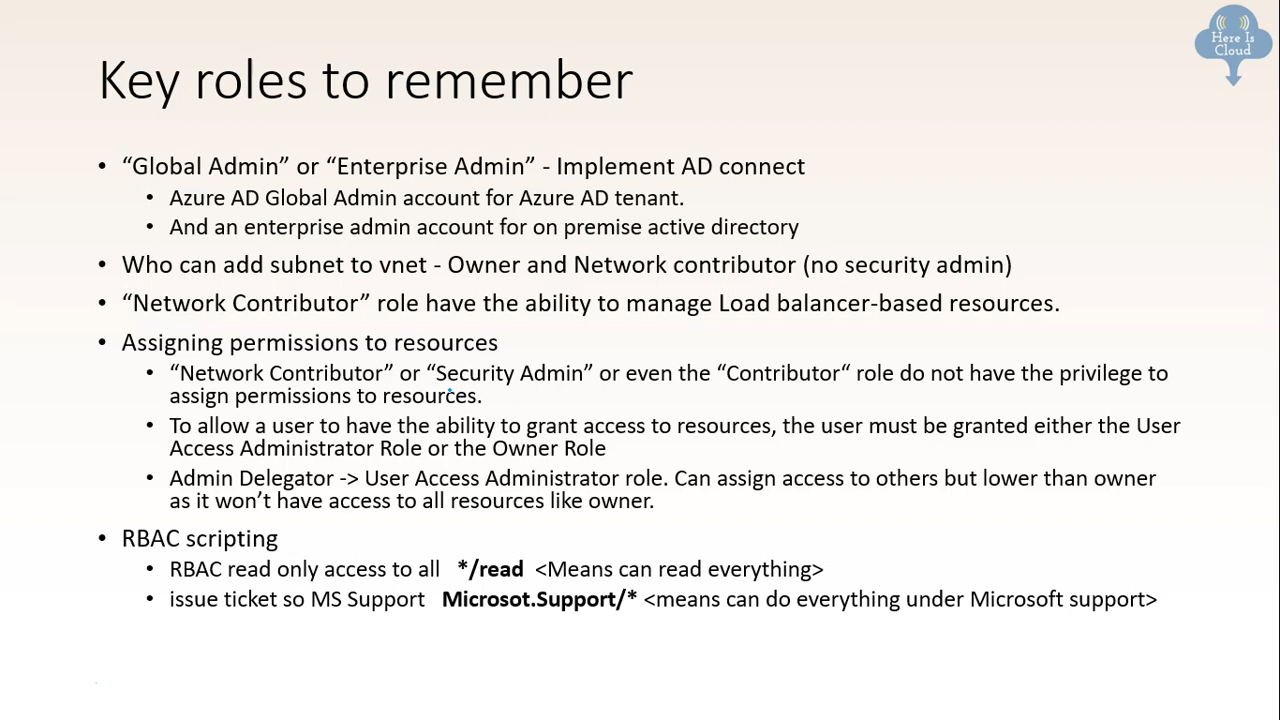 Here Is
Cloud
Key roles to remember
• “Global Admin” or “Enterprise Admin” - Implement AD connect
• Azure AD Global Admin account for Azure AD tenant.
• And an enterprise admin account for on premise active directory
• Who can add subnet to vnet - Owner and Network contributor (no security admin)
• “Network Contributor” role have the ability to manage Load balancer-based resources.
• Assigning permissions to resources
• “Network Contributor” or “Security Admin” or even the “Contributor“ role do not have the privilege to
assign permissions to resources.
• To allow a user to have the ability to grant access to resources, the user must be granted either the User
Access Administrator Role or the Owner Role
• Admin Delegator -> User Access Administrator role. Can assign access to others but lower than owner
as it won’t have access to all resources like owner.
• RBAC scripting
• RBAC read only access to all */read <Means can read everything>
• issue ticket so MS Support Microsot.Support/* <means can do everything under Microsoft support>